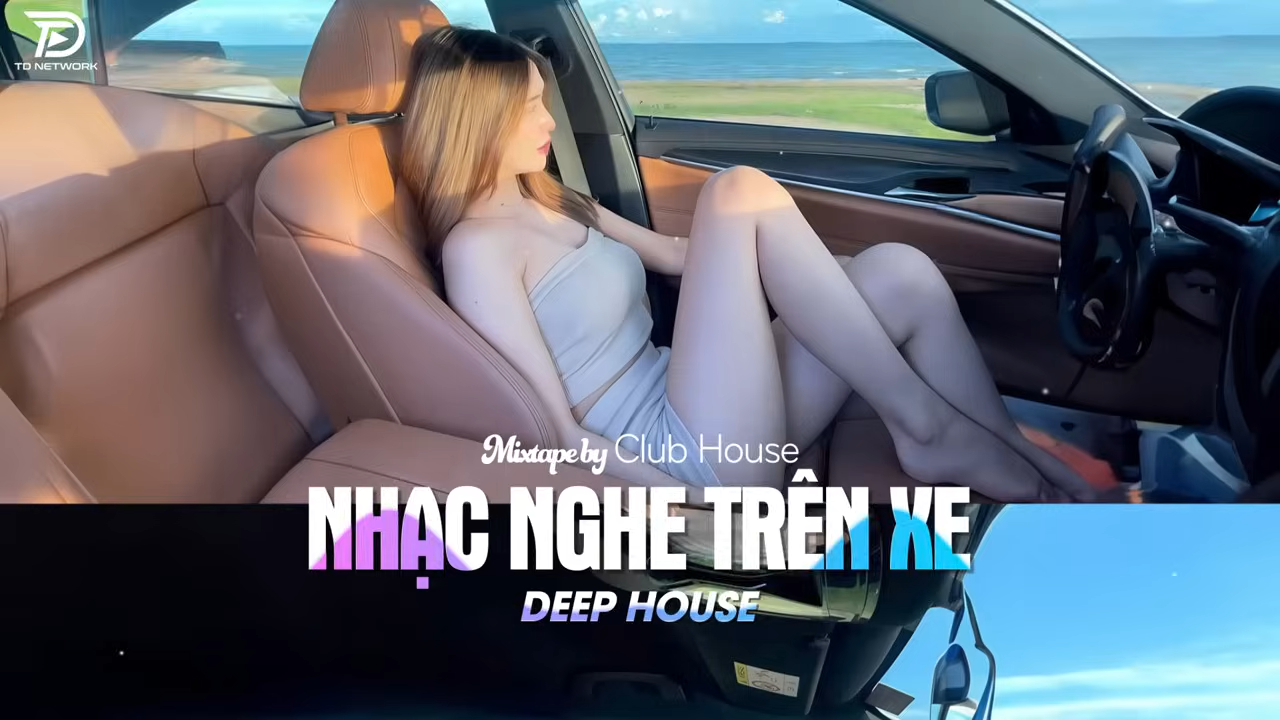 TD NETWORK
Mixtape by Club House
NHẠC NGHE TRÊN XE
DEEP HOUSE